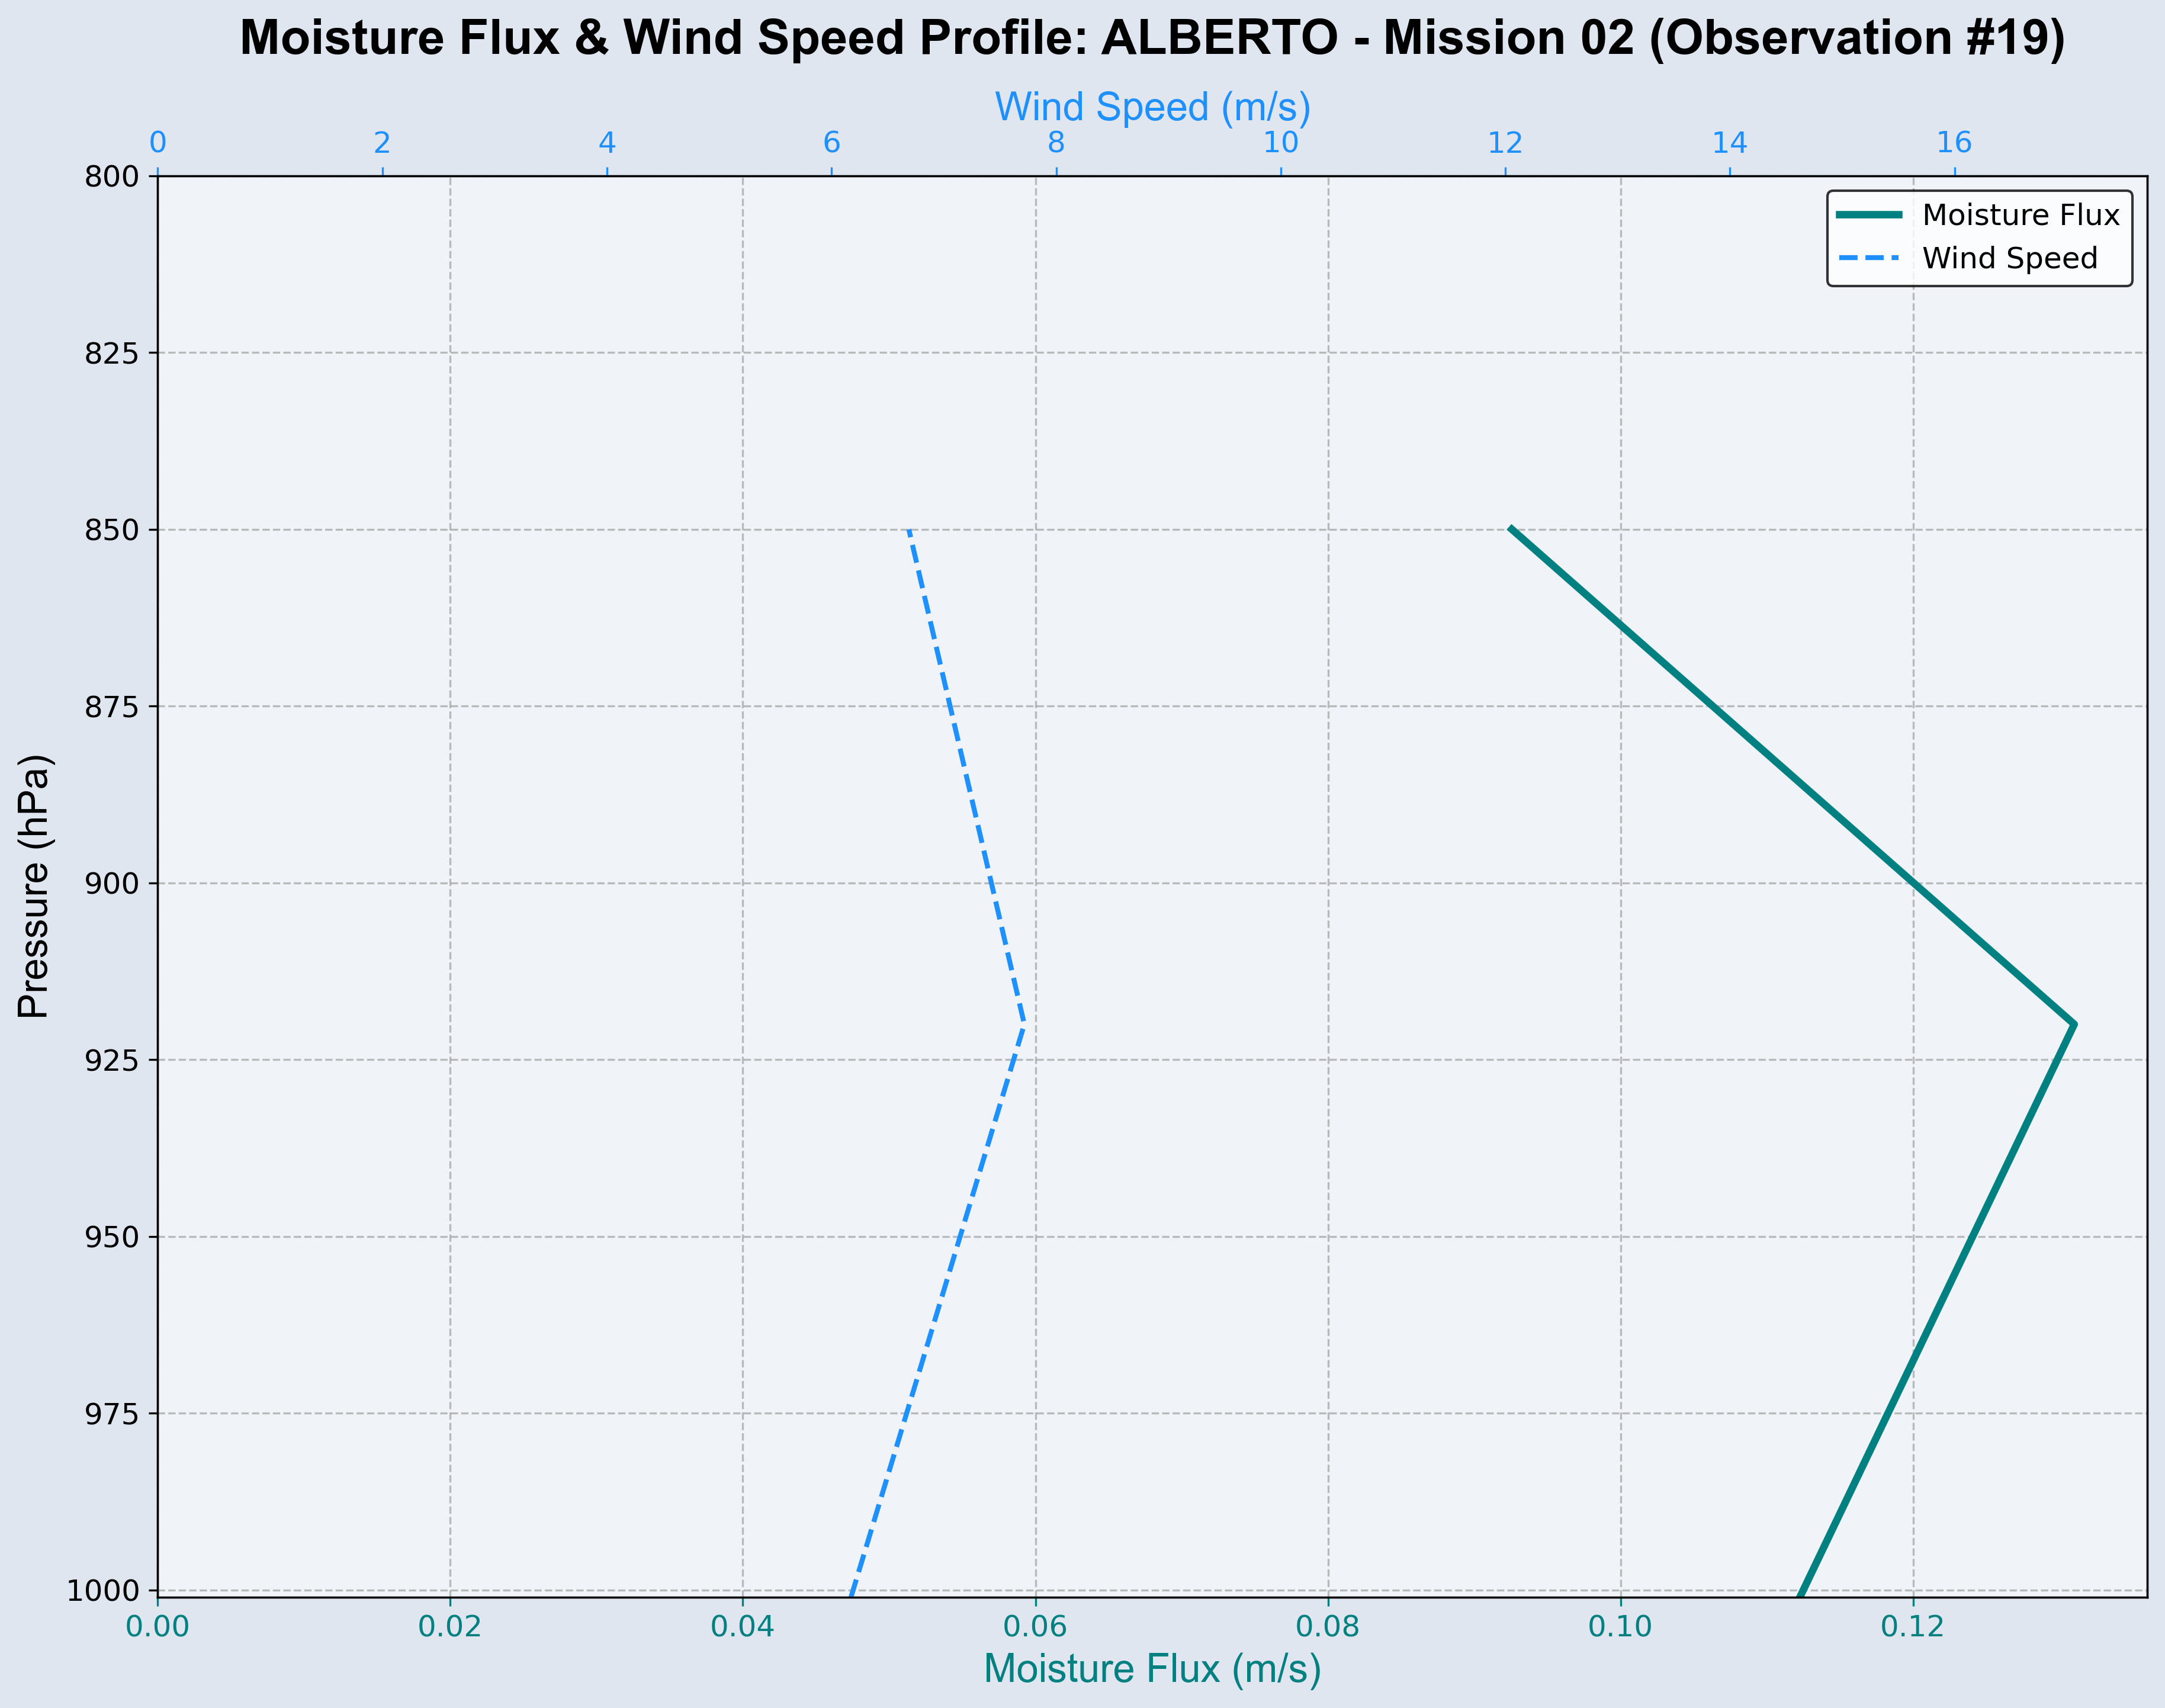 Moisture Flux & Wind Speed Profile: ALBERTO - Mission 02 (Observation #19)
Wind Speed (m/s)
0 2 4 6 8 10 12 14 16
Moisture Flux
Wind Speed
800
825
850
875
900
925
950
975
1000
Pressure (hPa)
0.00 0.02 0.04 0.06 0.08 0.10 0.12
Moisture Flux (m/s)